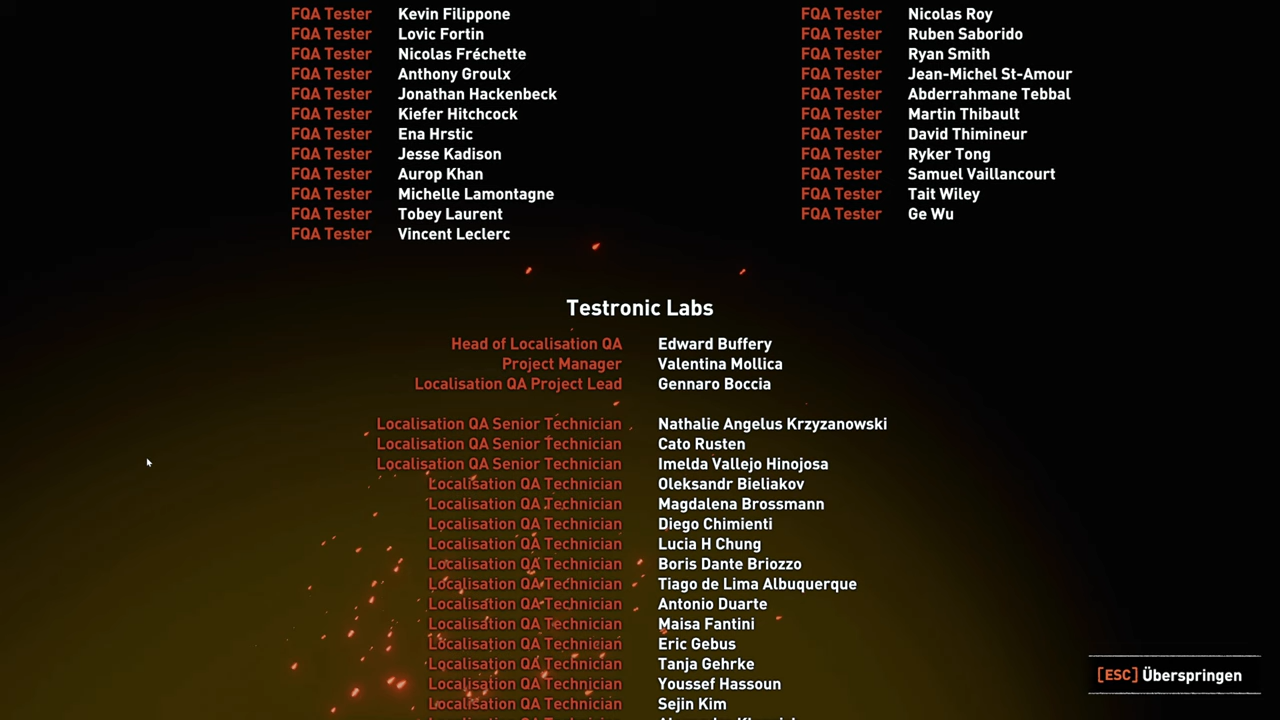 FQA Tester Kevin Filippone
FQA Tester Lovic Fortin
FQA Tester Nicolas Fréchette
FQA Tester Anthony Groulx
FQA Tester Jonathan Hackenbeck
FQA Tester Kiefer Hitchcock
FQA Tester Ena Hrstic
FQA Tester Jesse Kadison
FQA Tester Aurop Khan
FQA Tester Michelle Lamontagne
FQA Tester Tobey Laurent
FQA Tester Vincent Leclerc
FQA Tester Nicolas Roy
FQA Tester Ruben Saborido
FQA Tester Ryan Smith
FQA Tester Jean-Michel St-Amour
FQA Tester Abderrahmane Tebbal
FQA Tester Martin Thibault
FQA Tester David Thimineur
FQA Tester Ryker Tong
FQA Tester Samuel Vaillancourt
FQA Tester Tait Wiley
FQA Tester Ge Wu
Testronic Labs
Head of Localisation QA Edward Buffery
Project Manager Valentina Mollica
Localisation QA Project Lead Gennaro Boccia
Localisation QA Senior Technician Nathalie Angelus Krzyzanowski
Localisation QA Senior Technician Cato Rusten
Localisation QA Senior Technician Imelda Vallejo Hinojosa
Localisation QA Technician Oleksandr Bieliakov
Localisation QA Technician Magdalena Brossmann
Localisation QA Technician Diego Chimienti
Localisation QA Technician Lucia H Chung
Localisation QA Technician Boris Dante Briozzo
Localisation QA Technician Tiago de Lima Albuquerque
Localisation QA Technician Antonio Duarte
Localisation QA Technician Maisa Fantini
Localisation QA Technician Eric Gebus
Localisation QA Technician Tanja Gehrke
Localisation QA Technician Youssef Hassoun
Localisation QA Technician Sejin Kim
[ESC] Überspringen